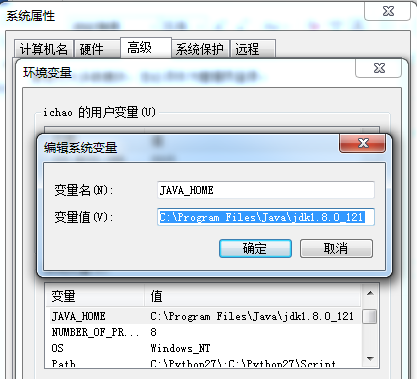 系统属性
计算机名
硬件
高级
系统保护
远程
环境变量
ichao 的用户变量(U)
编辑系统变量
变量名(N):
JAVA_HOME
变量值(V):
C:\Program Files\Java\jdk1.8.0_121
确定
取消
变量
值
JAVA_HOME
C:\Program Files\Java\jdk1.8.0_121
NUMBER_OF_PR...
8
OS
Windows_NT
Path
C:\Python27\;C:\Python27\Script